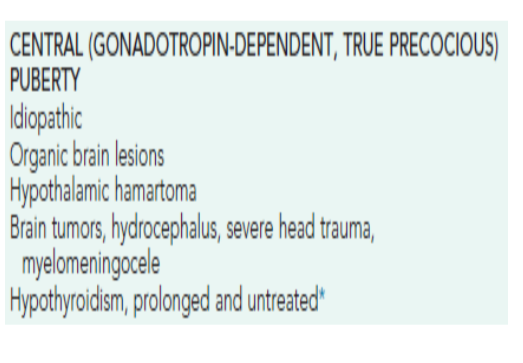 CENTRAL (GONADOTROPIN-DEPENDENT, TRUE PRECOCIOUS)
PUBERTY
Idiopathic
Organic brain lesions
Hypothalamic hamartoma
Brain tumors, hydrocephalus, severe head trauma,
myelomeningocele
Hypothyroidism, prolonged and untreated*